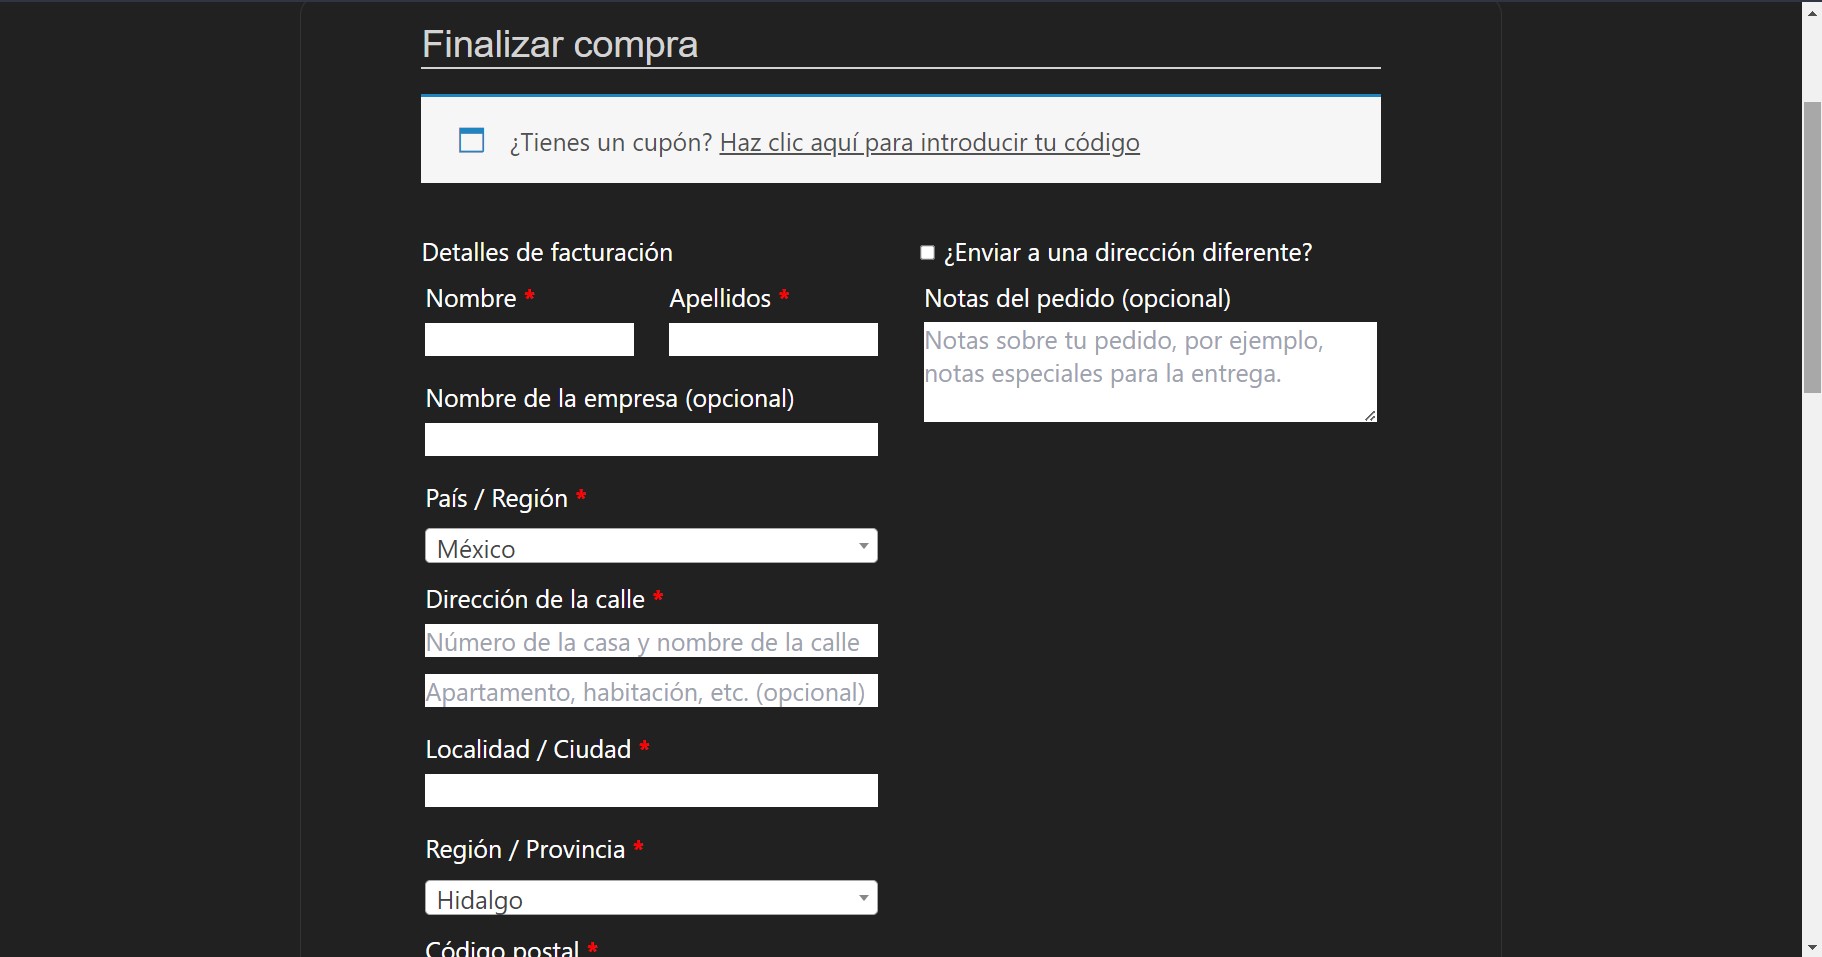 Finalizar compra
¿Tienes un cupón? Haz clic aquí para introducir tu código
Detalles de facturación
Nombre *
Apellidos *
Nombre de la empresa (opcional)
País / Región *
México
Dirección de la calle *
Número de la casa y nombre de la calle
Apartamento, habitación, etc. (opcional)
Localidad / Ciudad *
Región / Provincia *
Hidalgo
Código postal *
¿Enviar a una dirección diferente?
Notas del pedido (opcional)
Notas sobre tu pedido, por ejemplo,
notas especiales para la entrega.